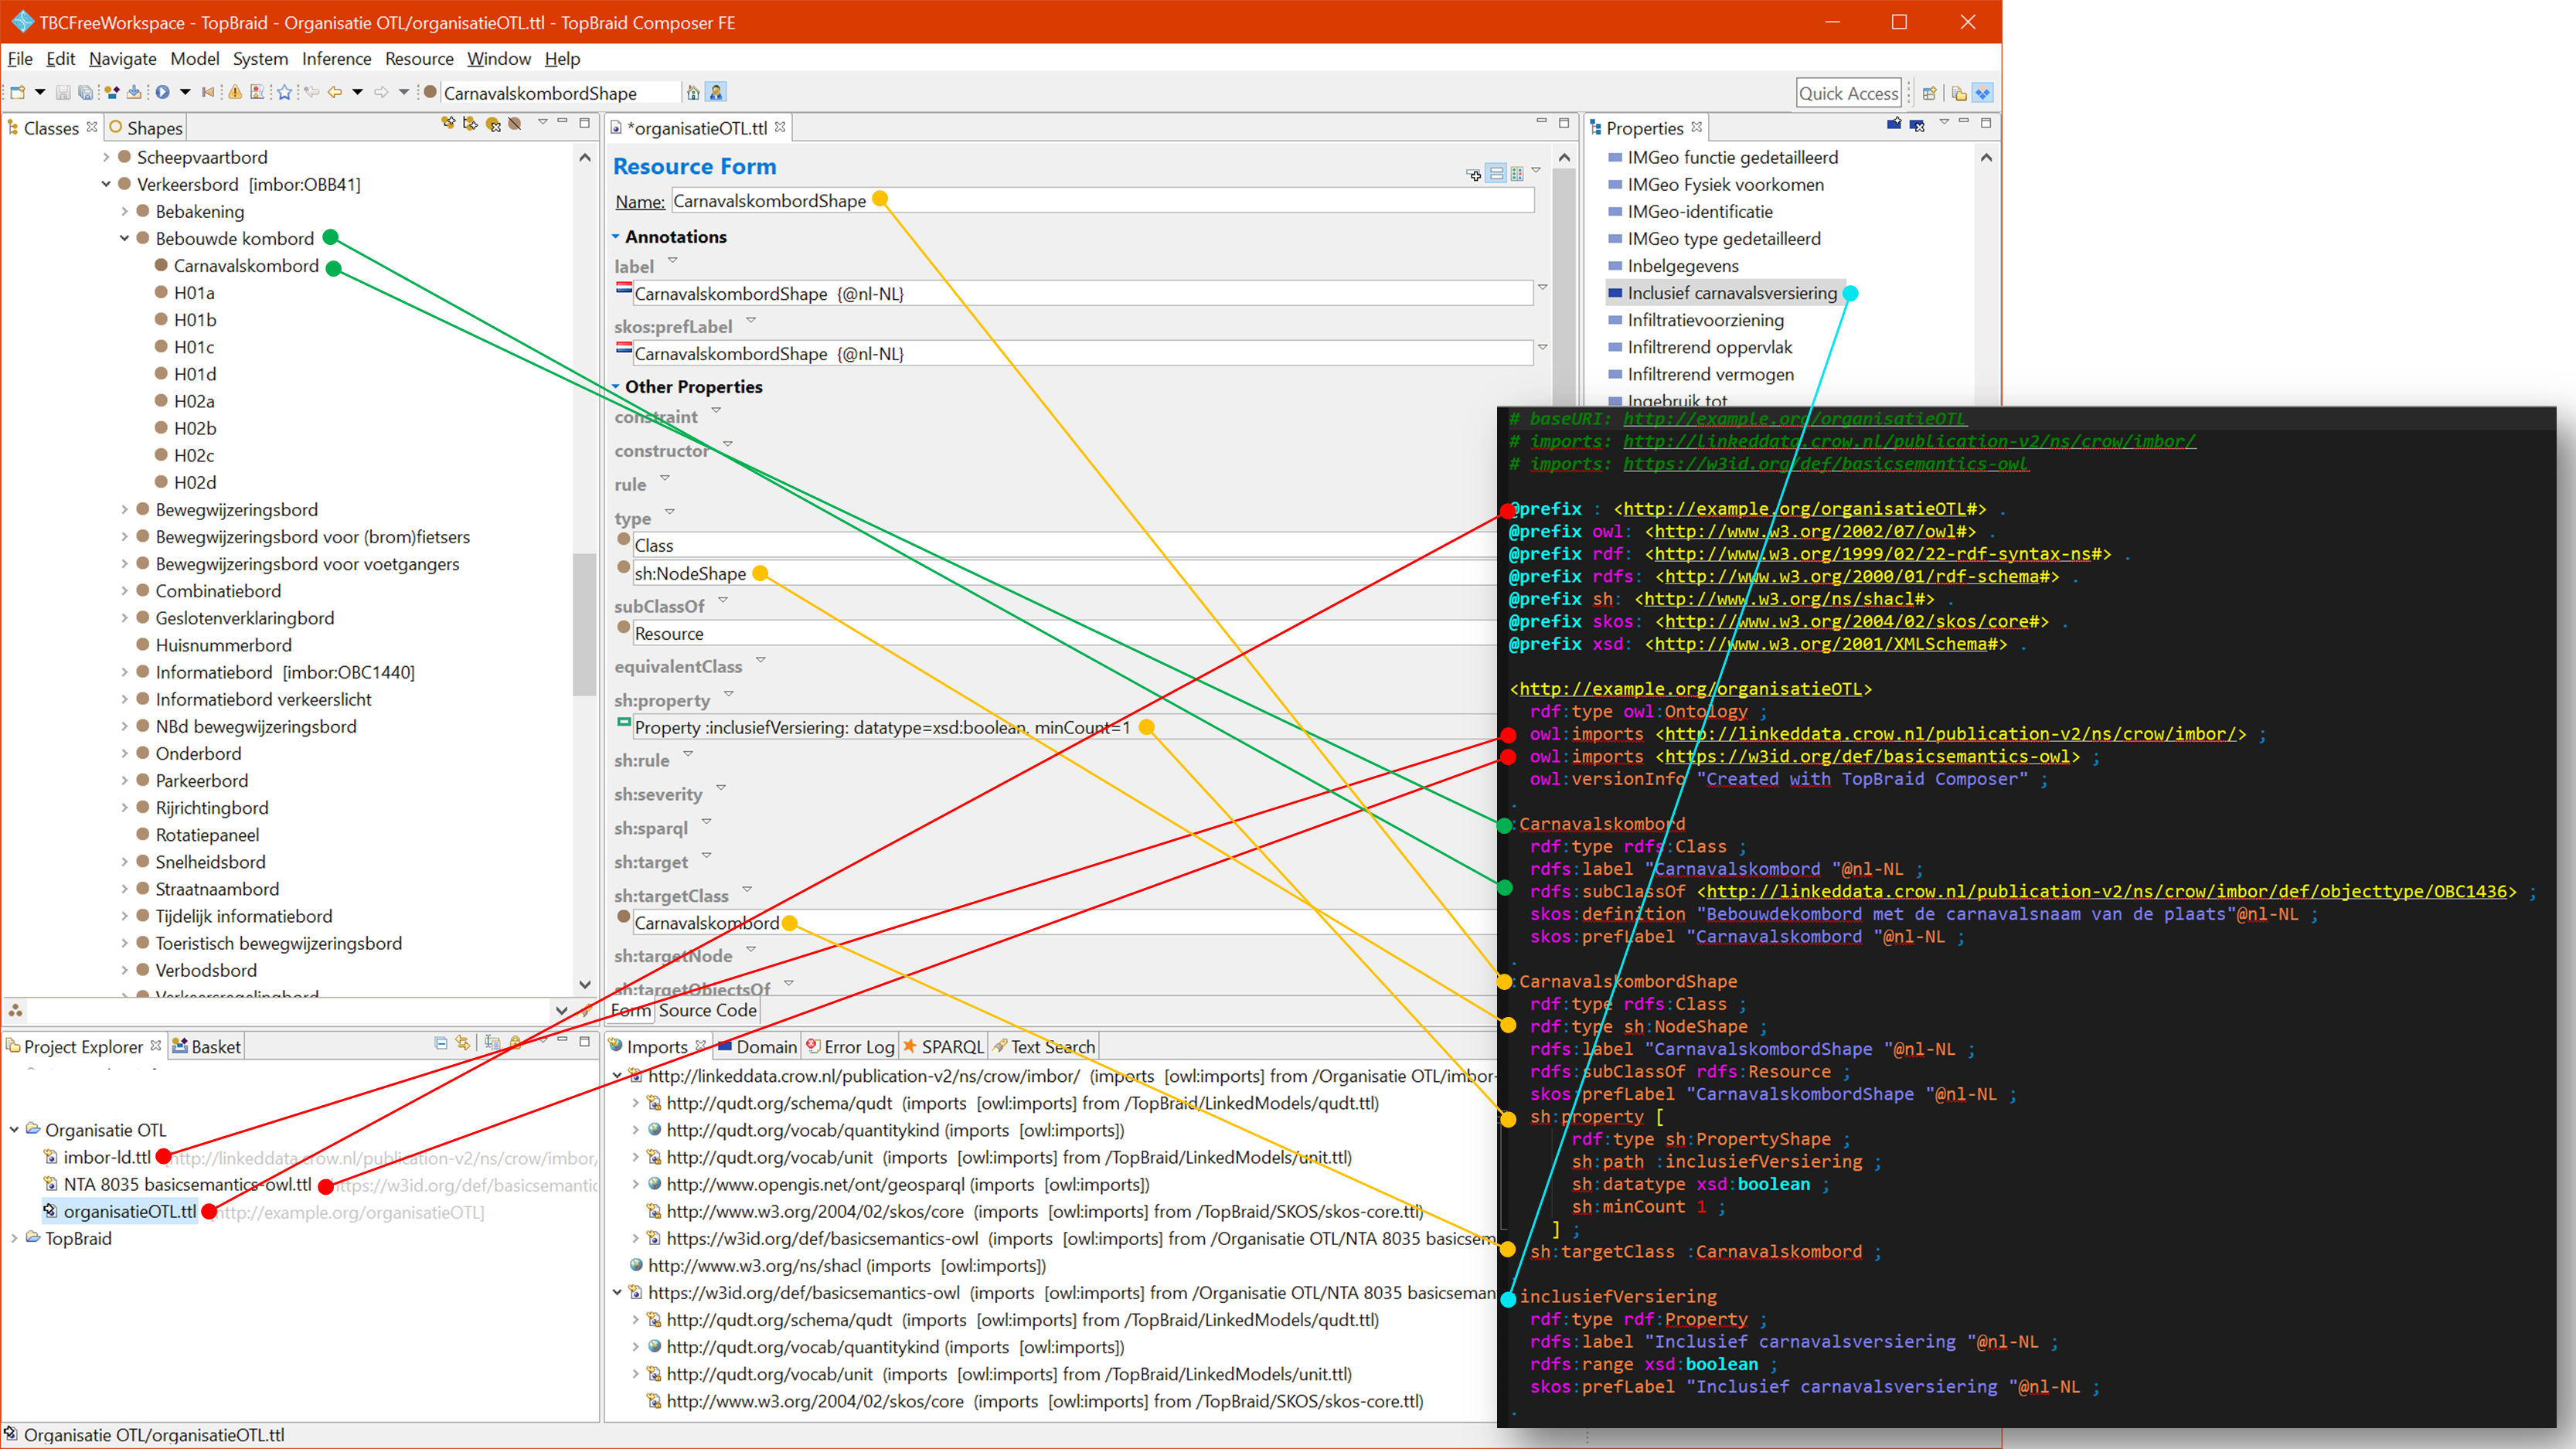 TBCFreeWorkspace - TopBraid - Organisatie OTL/organisatieOTL.ttl - TopBraid Composer FE
File Edit Navigate Model System Inference Resource Window Help
CarnavalskombordShape
Quick Access
Classes
Shapes
Scheepvaartbord
Verkeersbord [imbor:OBB41]
Bebakening
Bebouwde kombord
Carnavalskombord
H01a
H01b
H01c
H01d
H02a
H02b
H02c
H02d
Bewegwijzeringsbord
Bewegwijzeringsbord voor (brom)fietsers
Bewegwijzeringsbord voor voetgangers
Combinatiebord
Geslotenverklaringbord
Huisnummerbord
Informatiebord [imbor:OBC1440]
Informatiebord verkeerslicht
NBd bewegwijzeringsbord
Onderbord
Parkeerbord
Rijrichtingbord
Rotatiepaneel
Snelheidsbord
Straatnaambord
Tijdelijk informatiebord
Toeristisch bewegwijzeringsbord
Verbodsbord
Verkeersregelingbord
*organisatieOTL.ttl
Resource Form
Name: CarnavalskombordShape
Annotations
label
CarnavalskombordShape {@nl-NL}
skos:prefLabel
CarnavalskombordShape {@nl-NL}
Other Properties
constraint
constructor
rule
type
Class
sh:NodeShape
subClassOf
Resource
equivalentClass
sh:property
Property :inclusiefVersiering: datatype=xsd:boolean, minCount=1
sh:rule
sh:severity
sh:sparql
sh:target
sh:targetClass
Carnavalskombord
sh:targetNode
sh:targetObjectsOf
Form Source Code
Properties
IMGeo functie gedetailleerd
IMGeo Fysiek voorkomen
IMGeo-identificatie
IMGeo type gedetailleerd
Inbelgegevens
Inclusief carnavalsversiering
Infiltratievoorziening
Infiltrerend oppervlak
Infiltrerend vermogen
Ingebruik tot
Project Explorer
Basket
Organisatie OTL
imbor-ld.ttl http://linkeddata.crow.nl/publication-v2/ns/crow/imbor/
NTA 8035 basicsemantics-owl.ttl https://w3id.org/def/basicsemantic
organisatieOTL.ttl http://example.org/organisatieOTL]
TopBraid
Organisatie OTL/organisatieOTL.ttl
Imports Domain Error Log SPARQL Text Search
http://linkeddata.crow.nl/publication-v2/ns/crow/imbor/ (imports [owl:imports] from /Organisatie OTL/imbor-
http://qudt.org/schema/qudt (imports [owl:imports] from /TopBraid/LinkedModels/qudt.ttl)
http://qudt.org/vocab/quantitykind (imports [owl:imports])
http://qudt.org/vocab/unit (imports [owl:imports] from /TopBraid/LinkedModels/unit.ttl)
http://www.opengis.net/ont/geosparql (imports [owl:imports])
http://www.w3.org/2004/02/skos/core (imports [owl:imports] from /TopBraid/SKOS/skos-core.ttl)
https://w3id.org/def/basicsemantics-owl (imports [owl:imports] from /Organisatie OTL/NTA 8035 basicsem
http://www.w3.org/ns/shacl (imports [owl:imports])
https://w3id.org/def/basicsemantics-owl (imports [owl:imports] from /Organisatie OTL/NTA 8035 basicseman
http://qudt.org/schema/qudt (imports [owl:imports] from /TopBraid/LinkedModels/qudt.ttl)
http://qudt.org/vocab/quantitykind (imports [owl:imports])
http://qudt.org/vocab/unit (imports [owl:imports] from /TopBraid/LinkedModels/unit.ttl)
http://www.w3.org/2004/02/skos/core (imports [owl:imports] from /TopBraid/SKOS/skos-core.ttl)
# baseURI: http://example.org/organisatieOTL
# imports: http://linkeddata.crow.nl/publication-v2/ns/crow/imbor/
# imports: https://w3id.org/def/basicsemantics-owl
@prefix : <http://example.org/organisatieOTL#> .
@prefix owl: <http://www.w3.org/2002/07/owl#> .
@prefix rdf: <http://www.w3.org/1999/02/22-rdf-syntax-ns#> .
@prefix rdfs: <http://www.w3.org/2000/01/rdf-schema#> .
@prefix sh: <http://www.w3.org/ns/shacl#> .
@prefix skos: <http://www.w3.org/2004/02/skos/core#> .
@prefix xsd: <http://www.w3.org/2001/XMLSchema#> .
<http://example.org/organisatieOTL>
rdf:type owl:Ontology ;
owl:imports <http://linkeddata.crow.nl/publication-v2/ns/crow/imbor/> ;
owl:imports <https://w3id.org/def/basicsemantics-owl> ;
owl:versionInfo "Created with TopBraid Composer" ;
.
:Carnavalskombord
rdf:type rdfs:Class ;
rdfs:label "Carnavalskombord "@nl-NL ;
rdfs:subClassOf <http://linkeddata.crow.nl/publication-v2/ns/crow/imbor/def/objecttype/OBC1436> ;
skos:definition "Bebouwdekombord met de carnavalsnaam van de plaats"@nl-NL ;
skos:prefLabel "Carnavalskombord "@nl-NL ;
.
:CarnavalskombordShape
rdf:type rdfs:Class ;
rdf:type sh:NodeShape ;
rdfs:label "CarnavalskombordShape "@nl-NL ;
rdfs:subClassOf rdfs:Resource ;
skos:prefLabel "CarnavalskombordShape "@nl-NL ;
sh:property [
rdf:type sh:PropertyShape ;
sh:path :inclusiefVersiering ;
sh:datatype xsd:boolean ;
sh:minCount 1 ;
] ;
sh:targetClass :Carnavalskombord ;
.
inclusiefVersiering
rdf:type rdf:Property ;
rdfs:label "Inclusief carnavalsversiering "@nl-NL ;
rdfs:range xsd:boolean ;
skos:prefLabel "Inclusief carnavalsversiering "@nl-NL ;
.